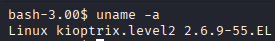 bash-3.00$ uname -a
Linux kioptrix.level2 2.6.9-55.EL